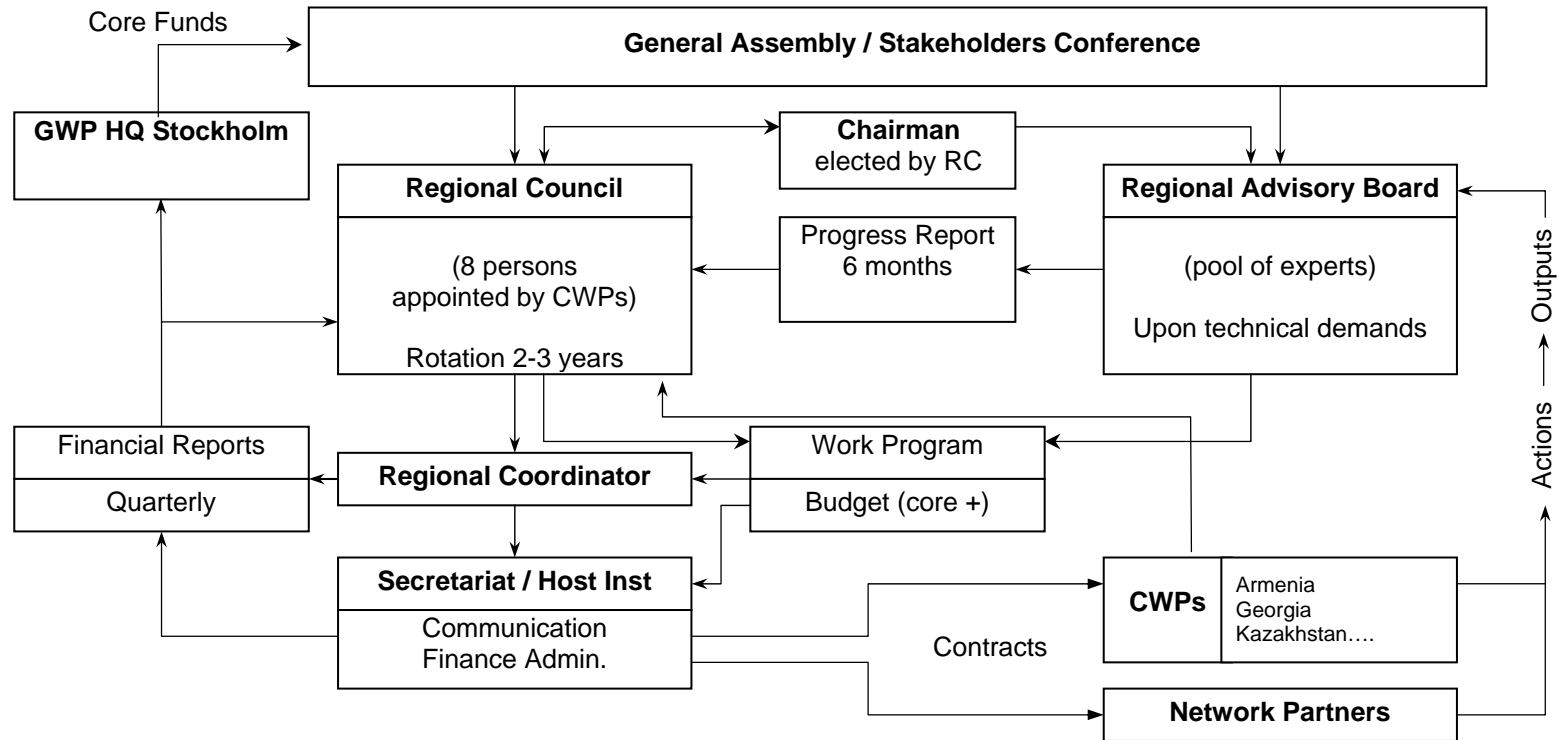 Core Funds
General Assembly / Stakeholders Conference
GWP HQ Stockholm
Chairman
elected by RC
Regional Council
(8 persons
appointed by CWPs)
Rotation 2-3 years
Progress Report
6 months
Regional Advisory Board
(pool of experts)
Upon technical demands
Actions
Outputs
Financial Reports
Quarterly
Regional Coordinator
Work Program
Budget (core +)
Secretariat / Host Inst
Communication
Finance Admin.
Contracts
CWPs
Armenia
Georgia
Kazakhstan….
Network Partners